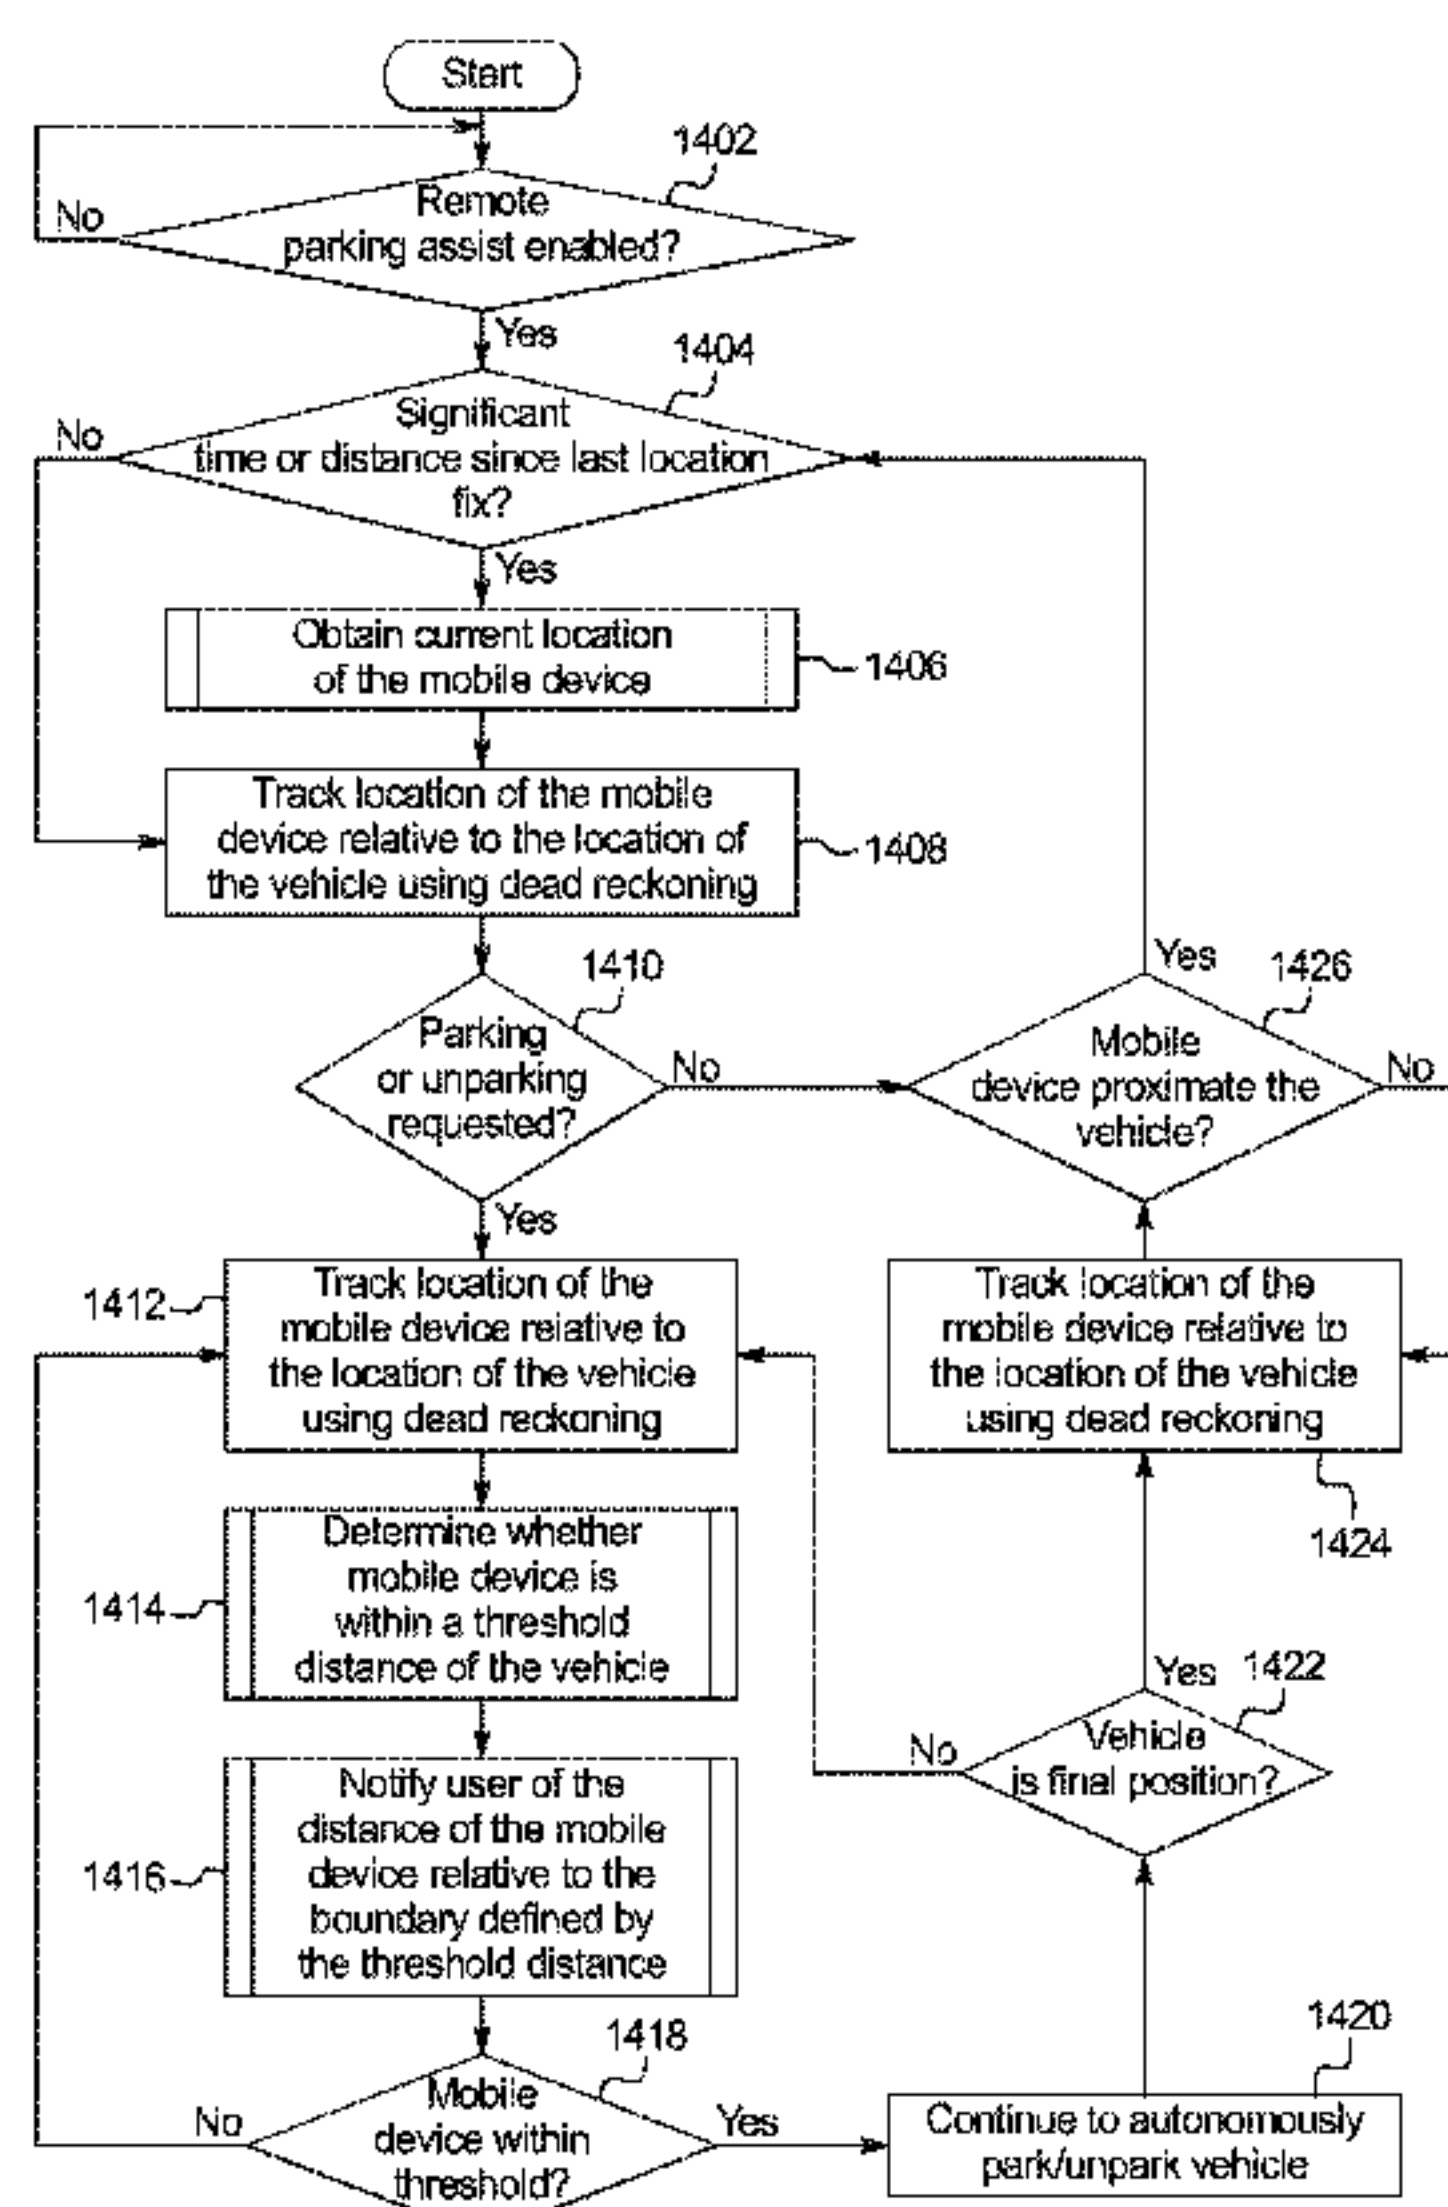 Start
1402
Remote
parking assist enabled?
No
Yes
1404
Significant
time or distance since last location
fix?
No
Yes
Obtain current location
of the mobile device
1406
Track location of the mobile
device relative to the location of
the vehicle using dead reckoning
1408
1410
Parking
or unparking
requested?
No
Yes
Yes
1426
Mobile
device proximate the
vehicle?
No
1412
Track location of the
mobile device relative to
the location of the vehicle
using dead reckoning
Track location of the
mobile device relative to
the location of the vehicle
using dead reckoning
1424
1414
Determine whether
mobile device is
within a threshold
distance of the vehicle
Yes
1422
Vehicle
is final position?
No
1416
Notify user of the
distance of the mobile
device relative to the
boundary defined by
the threshold distance
1418
Mobile
device within
threshold?
No
Yes
1420
Continue to autonomously
park/unpark vehicle